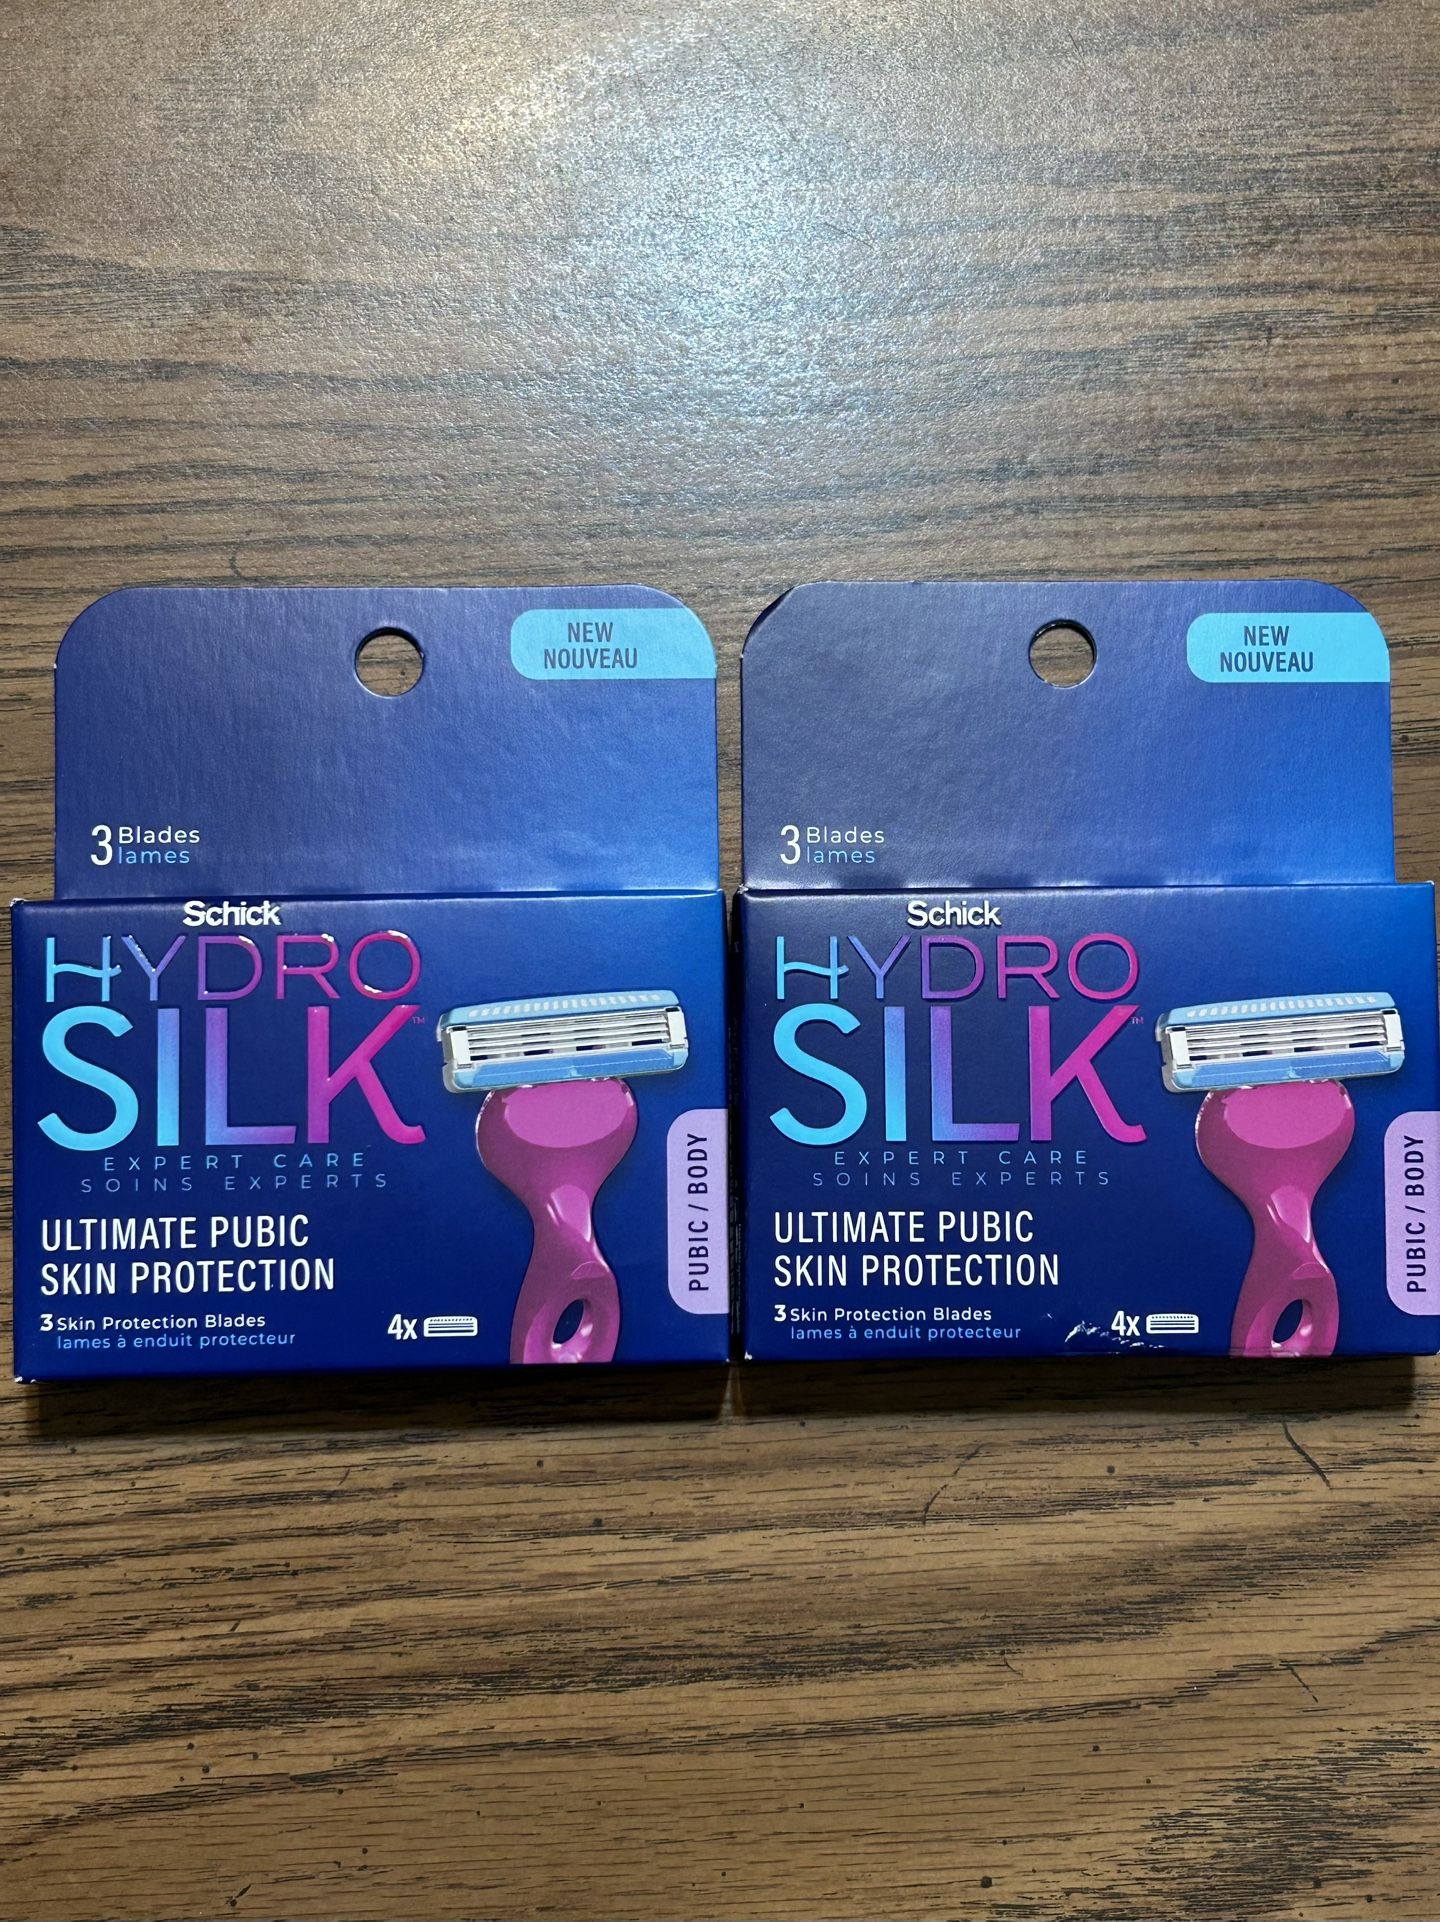 NEW
NOUVEAU
3 Blades
lames
Schick
HYDRO
SILK™
EXPERT CARE
SOINS EXPERTS
ULTIMATE PUBIC
SKIN PROTECTION
3 Skin Protection Blades
lames à enduit protecteur
4x
PUBIC / BODY
NEW
NOUVEAU
3 Blades
lames
Schick
HYDRO
SILK™
EXPERT CARE
SOINS EXPERTS
ULTIMATE PUBIC
SKIN PROTECTION
3 Skin Protection Blades
lames à enduit protecteur
4x
PUBIC / BODY